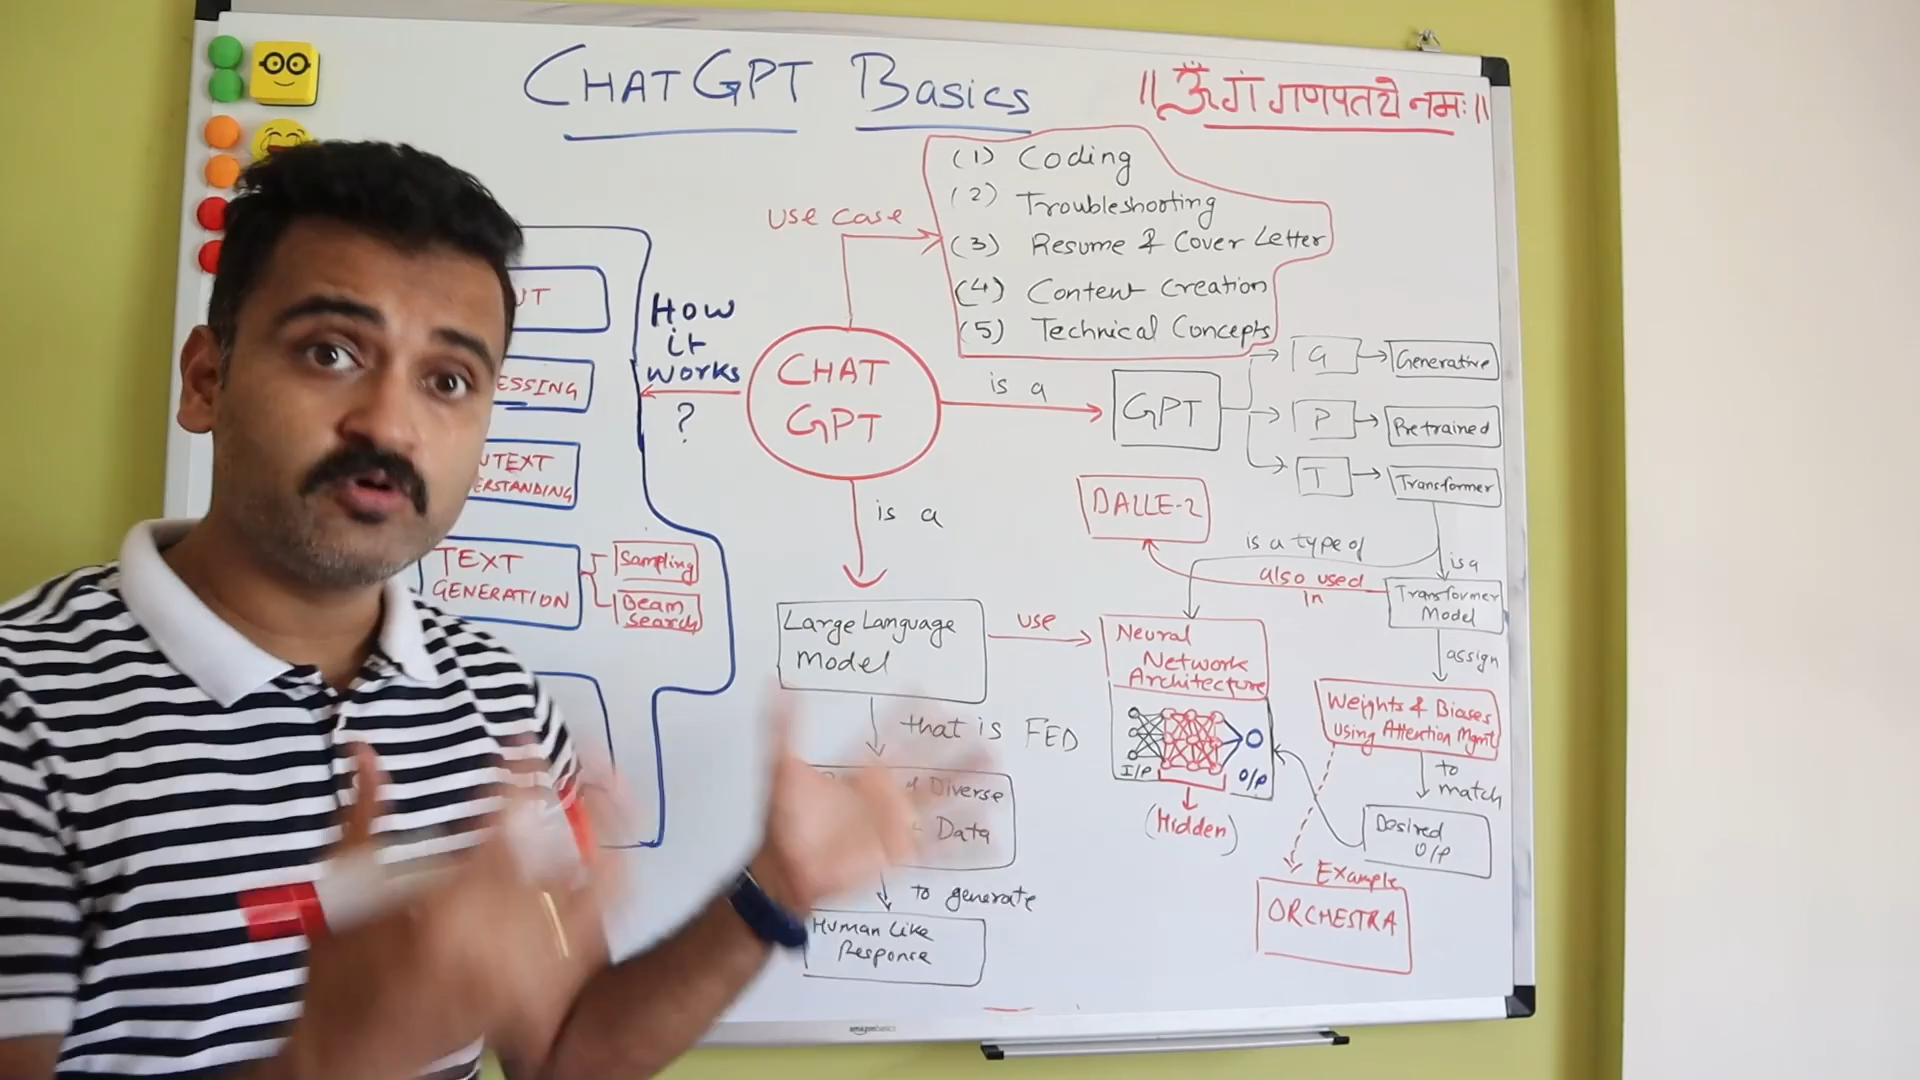 CHATGPT Basics
॥ ॐ गं गणपतये नमः ॥
(1) Coding
(2) Troubleshooting
(3) Resume & Cover Letter
(4) Content Creation
(5) Technical Concepts
use case
How
it
works
?
CHAT
GPT
is a
GPT
G
Generative
P
Pretrained
T
Transformer
TEXT
GENERATION
Sampling
Beam
Search
is a
DALLE-2
is a type of
also used
in
is a
Transformer
Model
Large Language
Model
use
Neural
Network
Architecture
I/P
O/P
(Hidden)
assign
Weights & Biases
using Attention Mgmt
to
match
Desired
O/P
Example
ORCHESTRA
that is FED
Diverse
Data
to generate
Human Like
Response
amazonbasics